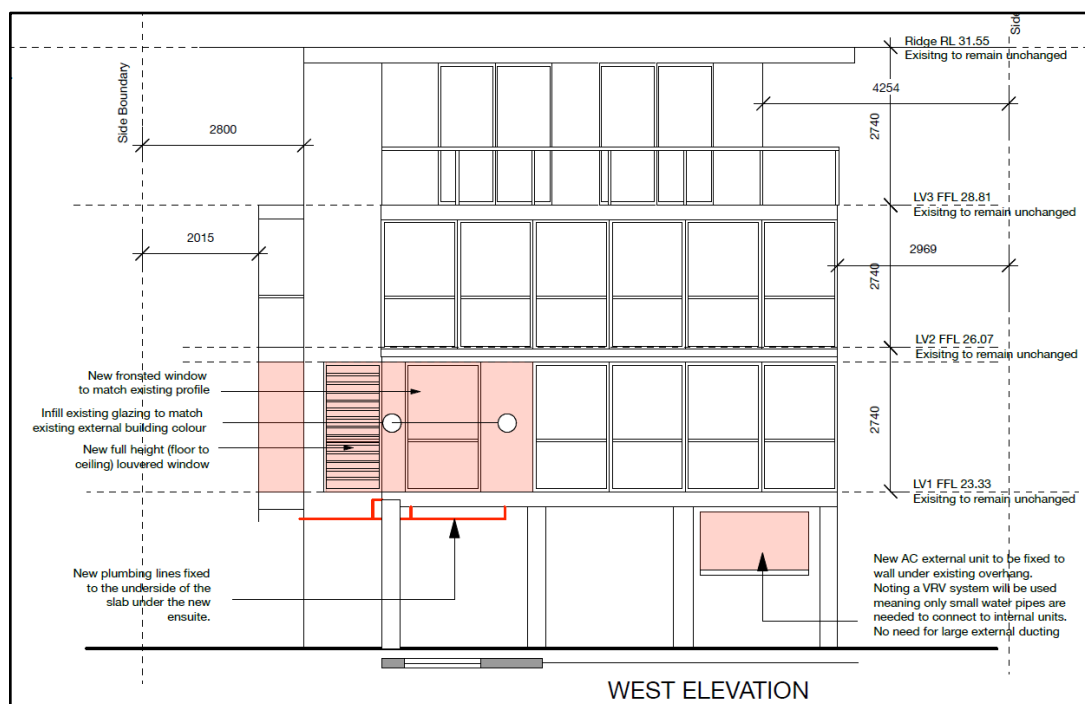 Side Boundary
Side
Ridge RL 31.55
Exisitng to remain unchanged
4254
2800
2740
LV3 FFL 28.81
Exisitng to remain unchanged
2015
2969
2740
LV2 FFL 26.07
Exisitng to remain unchanged
New fronsted window
to match existing profile
Infill existing glazing to match
existing external building colour
New full height (floor to
ceiling) louvered window
2740
LV1 FFL 23.33
Exisitng to remain unchanged
New plumbing lines fixed
to the underside of the
slab under the new
ensuite.
New AC external unit to be fixed to
wall under existing overhang.
Noting a VRV system will be used
meaning only small water pipes are
needed to connect to internal units.
No need for large external ducting
WEST ELEVATION